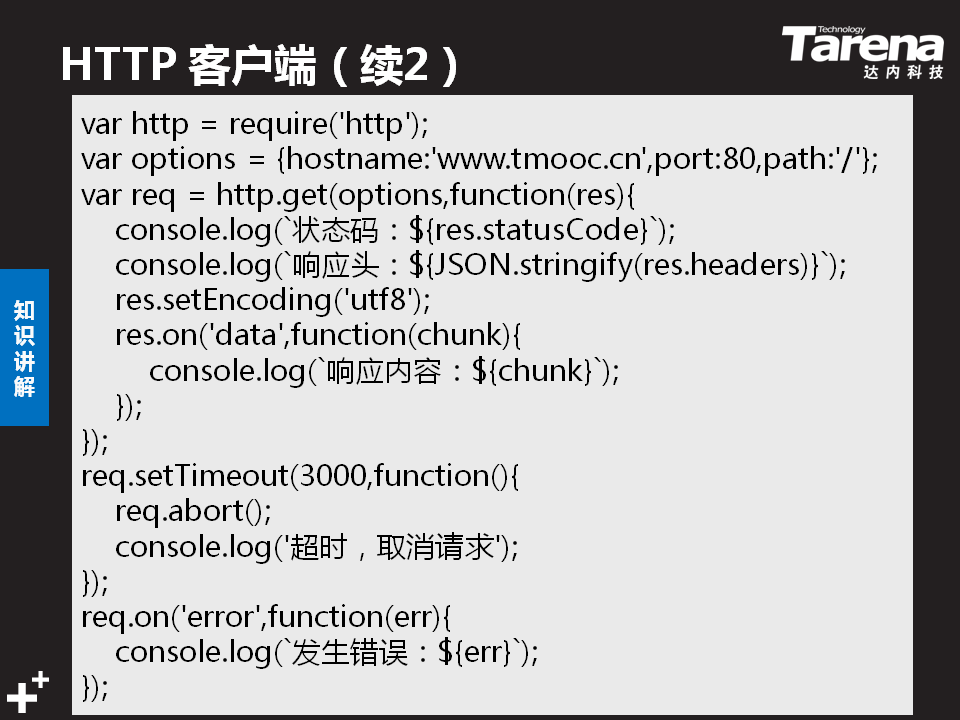 HTTP 客户端（续2）
Technology
Tarena
达内科技
知识讲解
var http = require('http');
var options = {hostname:'www.tmooc.cn',port:80,path:'/'};
var req = http.get(options,function(res){
    console.log(`状态码：${res.statusCode}`);
    console.log(`响应头：${JSON.stringify(res.headers)}`);
    res.setEncoding('utf8');
    res.on('data',function(chunk){
        console.log(`响应内容：${chunk}`);
    });
});
req.setTimeout(3000,function(){
    req.abort();
    console.log('超时，取消请求');
});
req.on('error',function(err){
    console.log(`发生错误：${err}`);
});